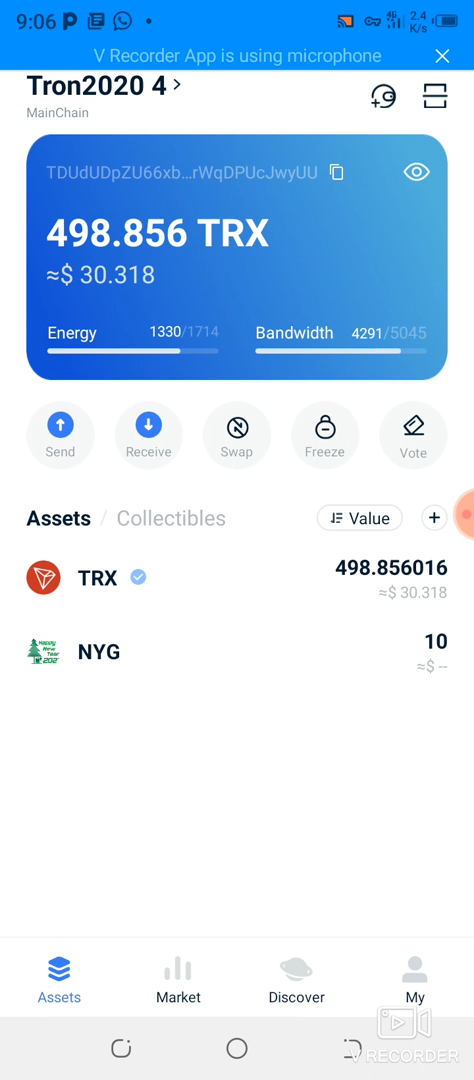 9:06 P 4G 2.4 K/s
V Recorder App is using microphone
Tron2020 4 >
MainChain
TDUdUDpZU66xb...rWqDPUcJwyUU
498.856 TRX
≈$ 30.318
Energy 1330/1714 Bandwidth 4291/5045
Send Receive Swap Freeze Vote
Assets / Collectibles Value +
TRX 498.856016
≈$ 30.318
NYG 10
≈$ --
Assets Market Discover My
V RECORDER